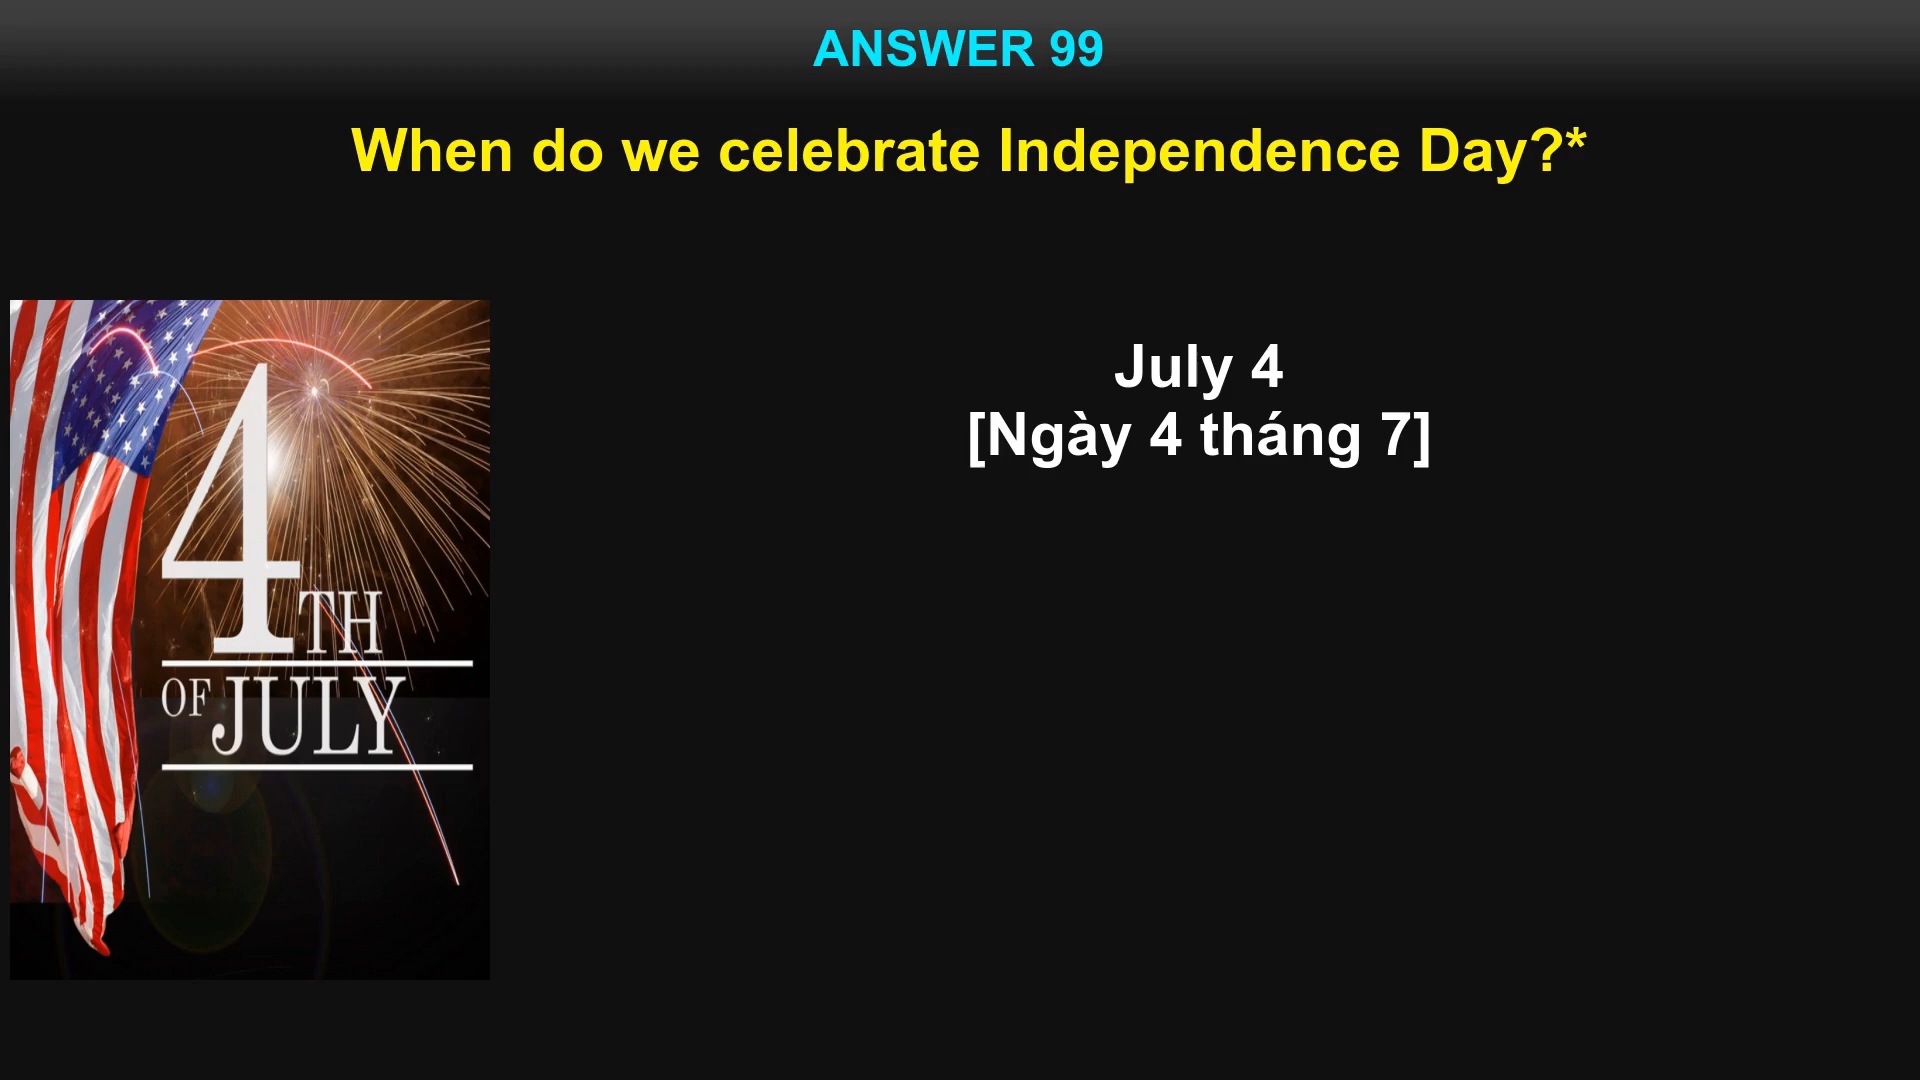 ANSWER 99
When do we celebrate Independence Day?*
4TH
OF JULY
July 4
[Ngày 4 tháng 7]